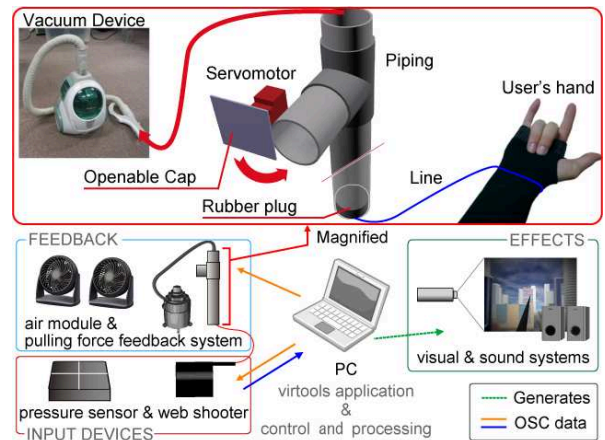 Vacuum Device
Servomotor
Piping
User's hand
Openable Cap
Line
Rubber plug
FEEDBACK
Magnified
EFFECTS
air module &
pulling force feedback system
PC
virtools application
&
control and processing
visual & sound systems
pressure sensor & web shooter
INPUT DEVICES
Generates
OSC data